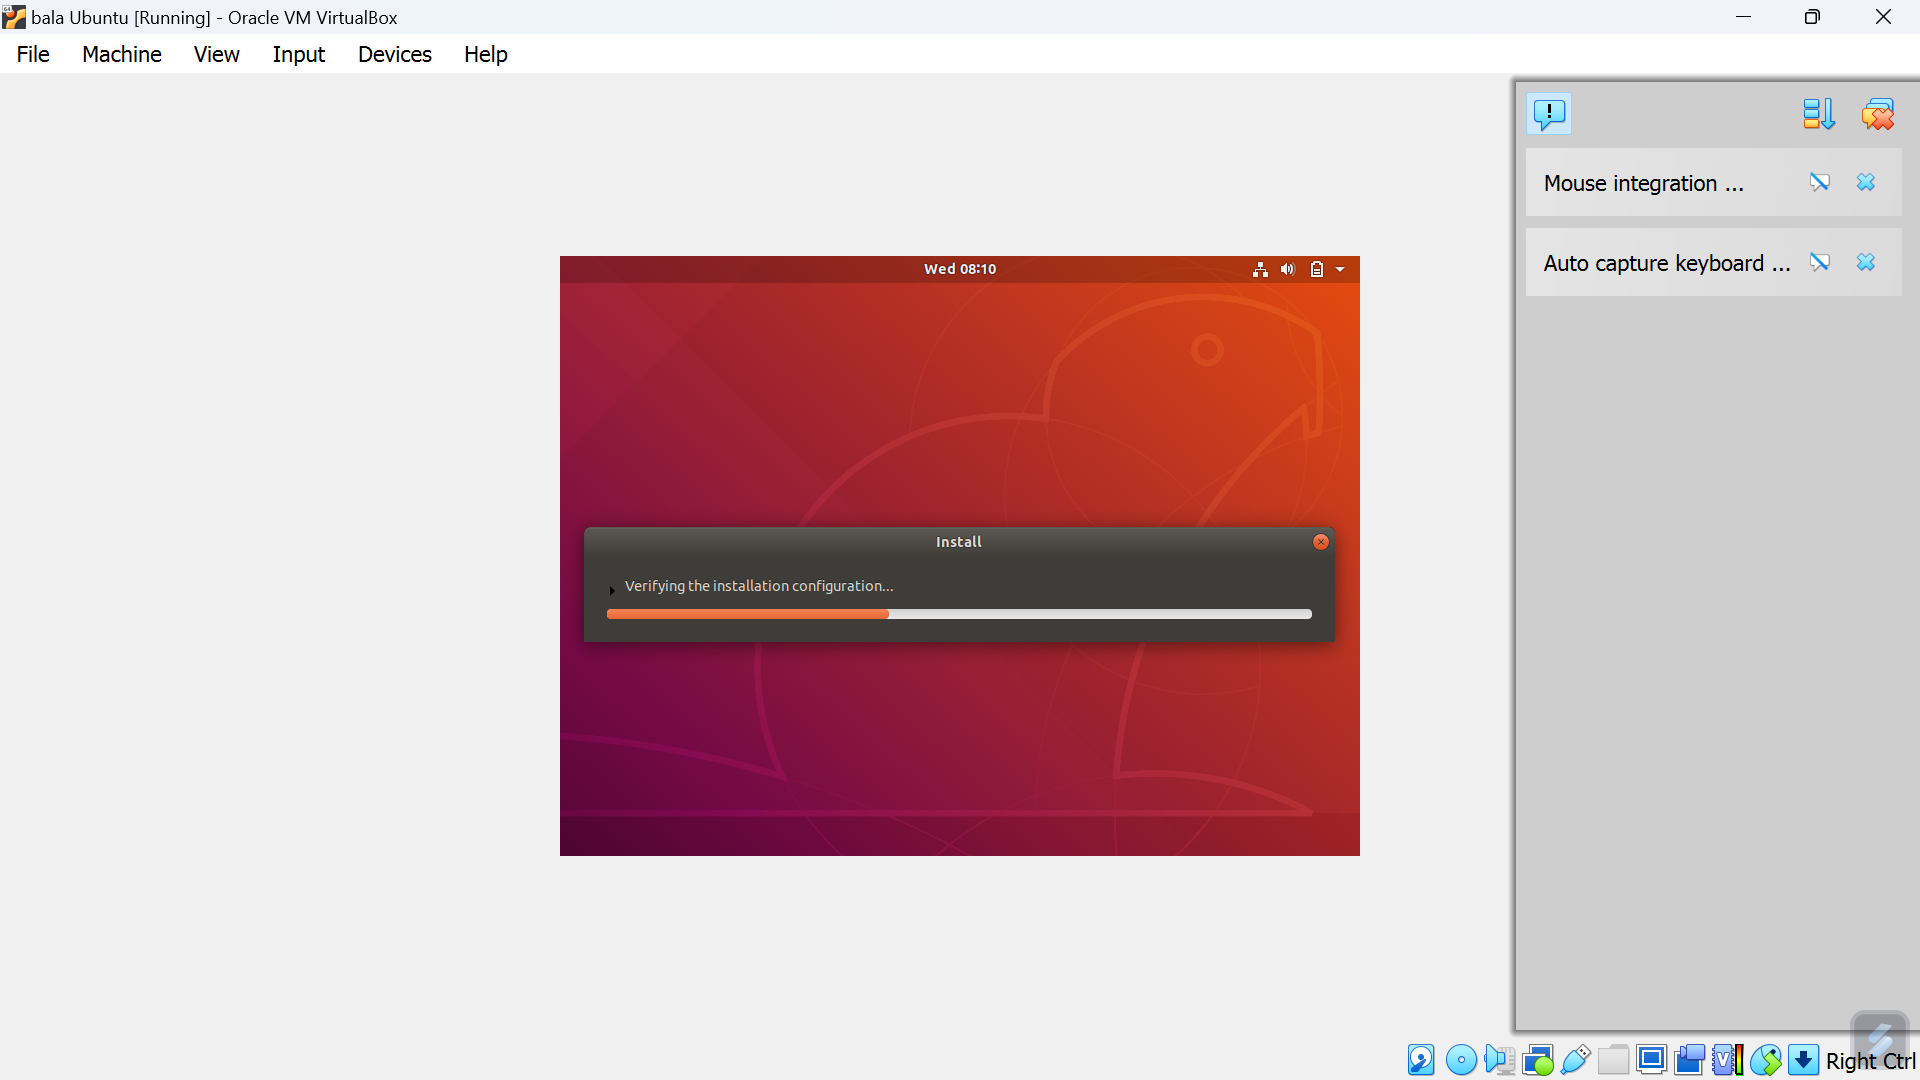 bala Ubuntu [Running] - Oracle VM VirtualBox
File Machine View Input Devices Help
Mouse integration ...
Auto capture keyboard ...
Wed 08:10
Install
Verifying the installation configuration...
Right Ctrl